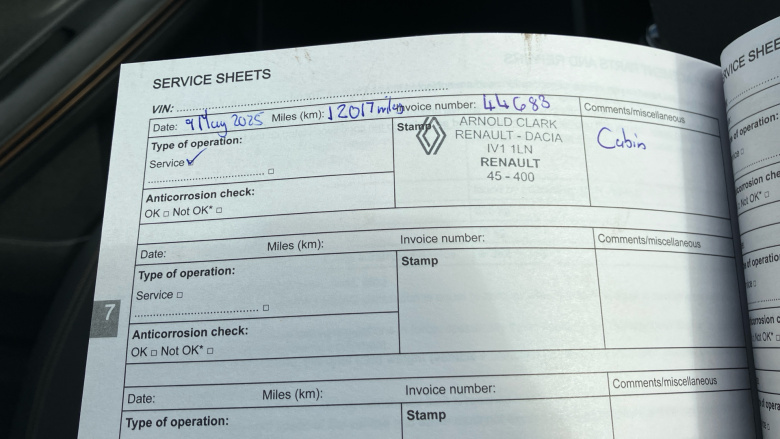 SERVICE SHEETS
VIN:
Date: 9 May 2025 Miles (km): 12017 miles Invoice number: 44683 Comments/miscellaneous
Type of operation:
Service ✓
Anticorrosion check:
OK □ Not OK* □
Stamp
ARNOLD CLARK
RENAULT - DACIA
IV1 1LN
RENAULT
45 - 400
Cabin
Date: Miles (km): Invoice number: Comments/miscellaneous
Type of operation:
Service □
Anticorrosion check:
OK □ Not OK* □
Stamp
7
Date: Miles (km): Invoice number: Comments/miscellaneous
Type of operation:
Stamp